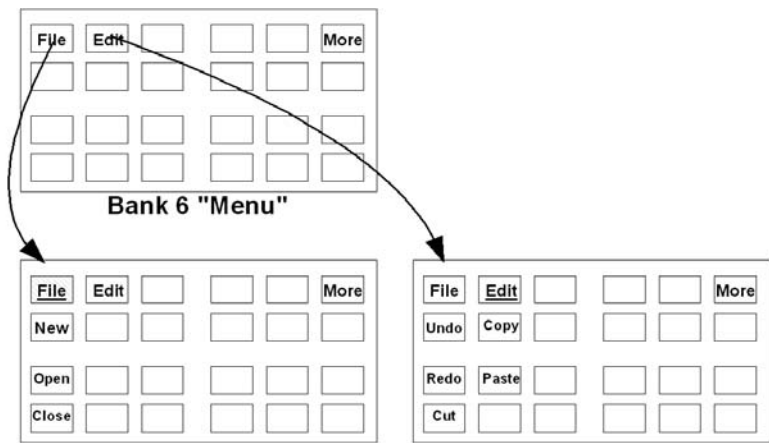 File Edit More
Bank 6 "Menu"
File Edit More
New
Open
Close
File Edit More
Undo Copy
Redo Paste
Cut